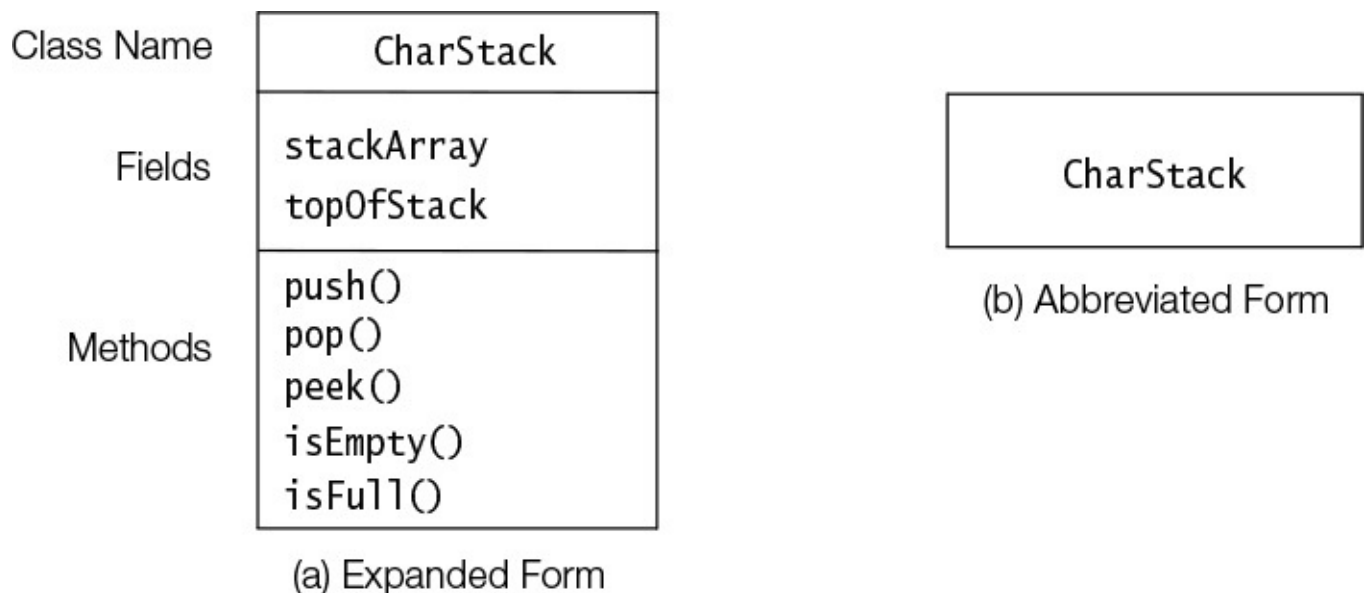 Class Name
CharStack
Fields
stackArray
topOfStack
Methods
push()
pop()
peek()
isEmpty()
isFull()
(a) Expanded Form
CharStack
(b) Abbreviated Form